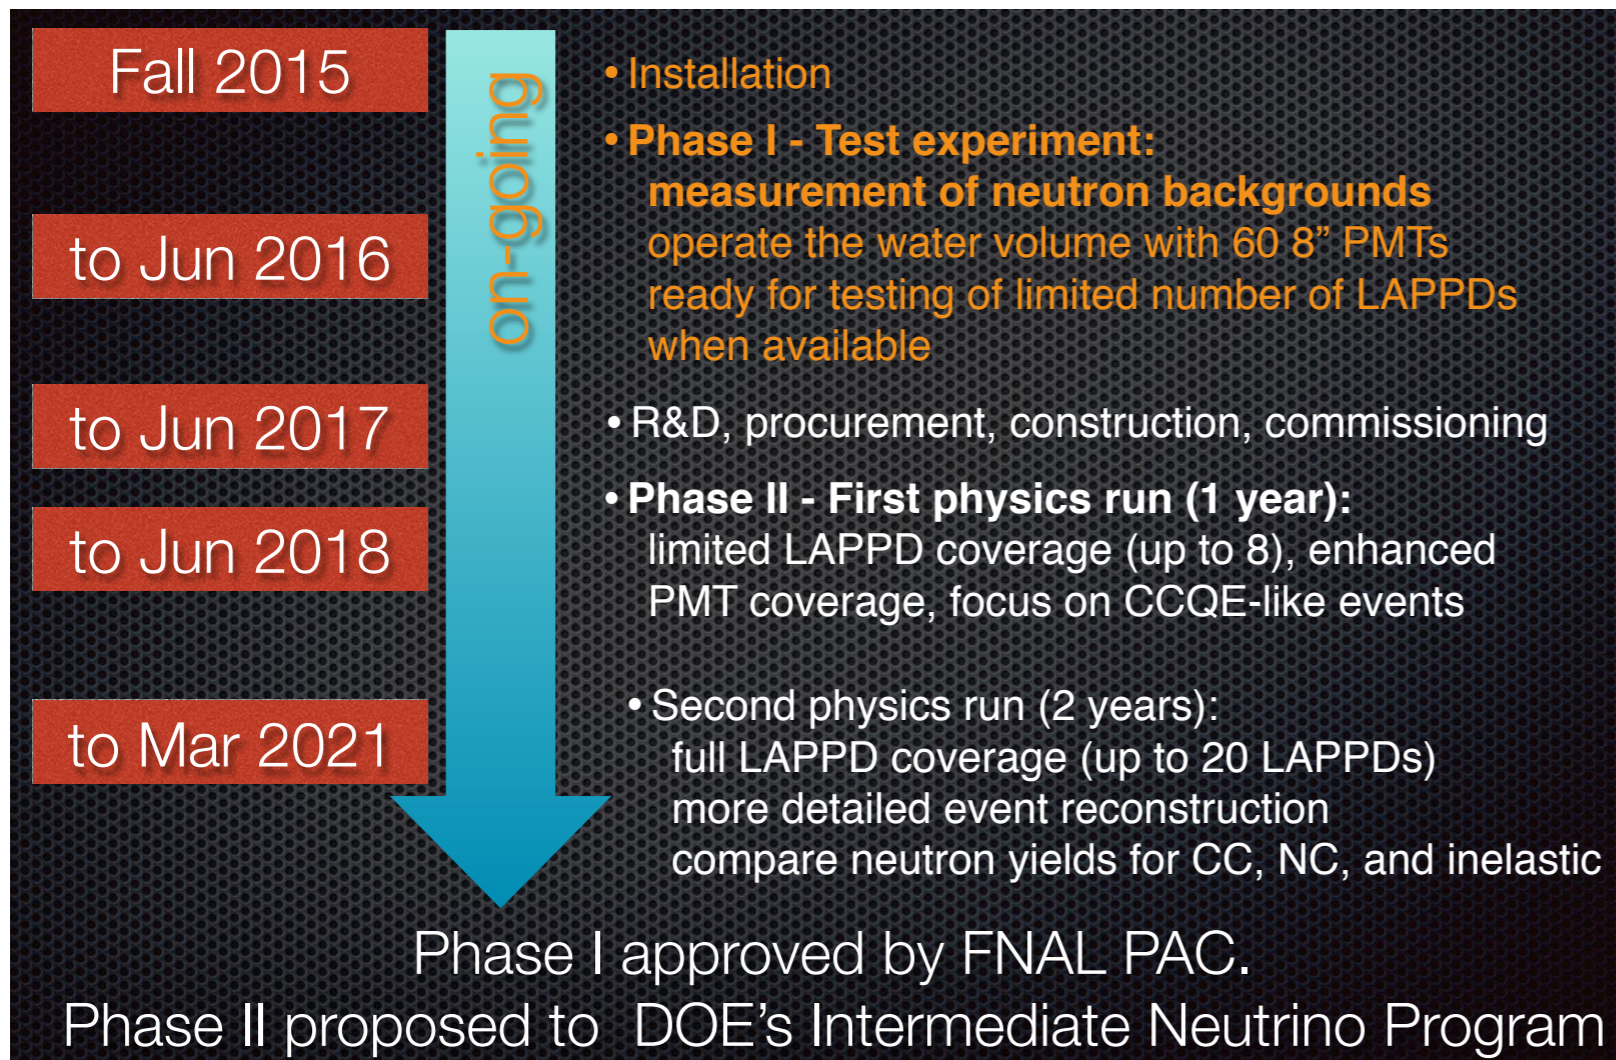 Fall 2015
on-going
• Installation
• Phase I - Test experiment:
measurement of neutron backgrounds
operate the water volume with 60 8” PMTs
ready for testing of limited number of LAPPDs
when available
to Jun 2016
to Jun 2017
• R&D, procurement, construction, commissioning
to Jun 2018
• Phase II - First physics run (1 year):
limited LAPPD coverage (up to 8), enhanced
PMT coverage, focus on CCQE-like events
to Mar 2021
• Second physics run (2 years):
full LAPPD coverage (up to 20 LAPPDs)
more detailed event reconstruction
compare neutron yields for CC, NC, and inelastic
Phase I approved by FNAL PAC.
Phase II proposed to DOE’s Intermediate Neutrino Program